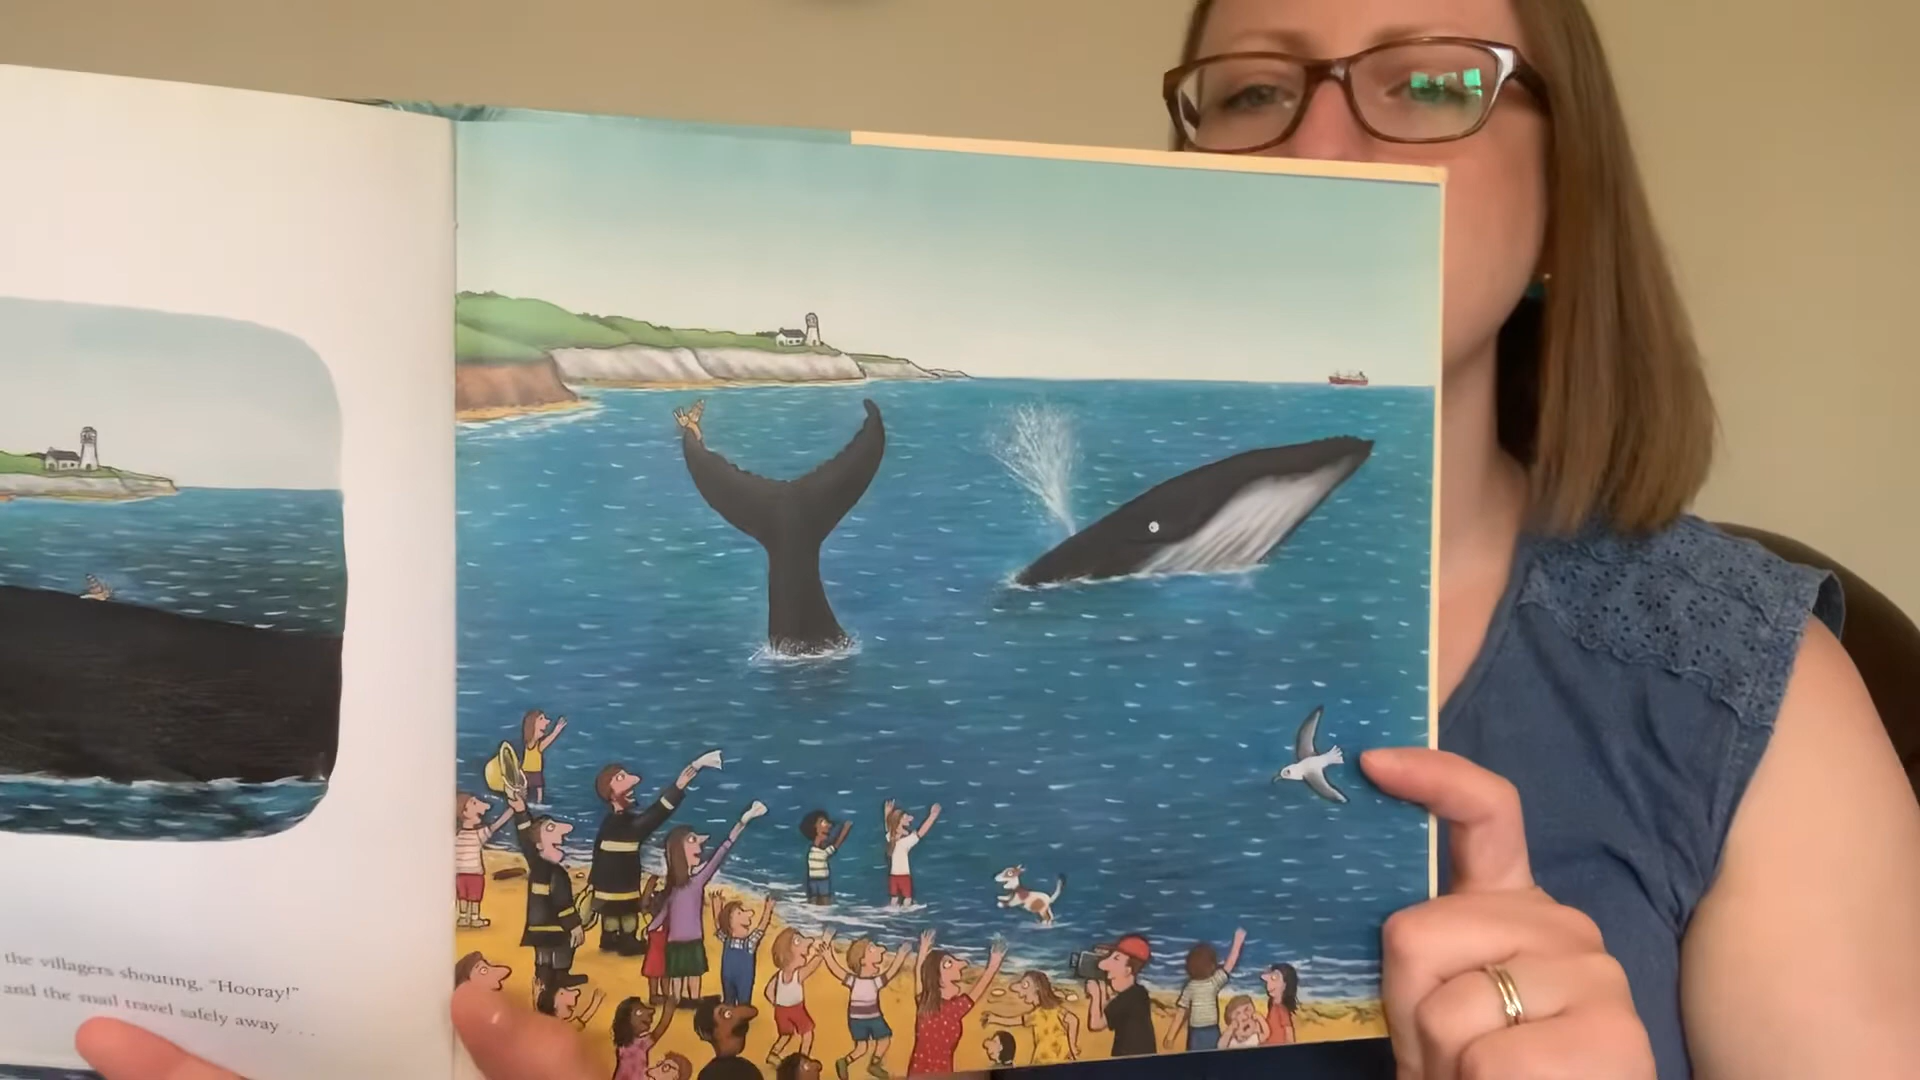 the villagers shouting, "Hooray!"
and the snail travel safely away . . .